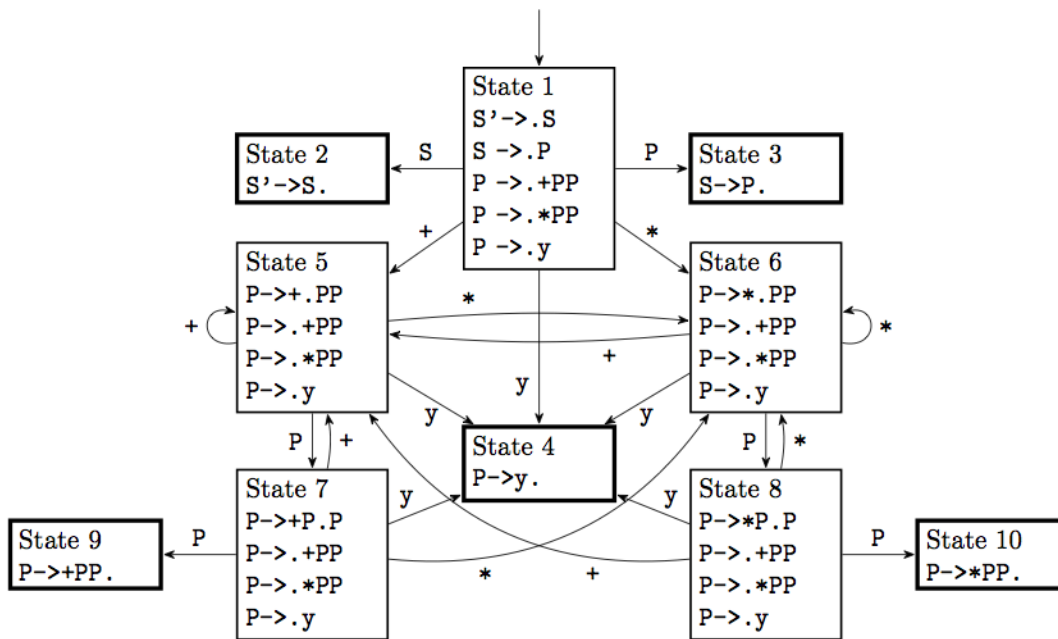 State 1
S'->.S
S ->.P
P ->.+PP
P ->.*PP
P ->.y
State 2
S'->S.
S
P
State 3
S->P.
+
*
State 5
P->+.PP
P->.+PP
P->.*PP
P->.y
State 6
P->*.PP
P->.+PP
P->.*PP
P->.y
+
*
+
*
y
y
y
P
+
P
*
State 4
P->y.
State 7
P->+P.P
P->.+PP
P->.*PP
P->.y
y
y
State 8
P->*P.P
P->.+PP
P->.*PP
P->.y
State 9
P->+PP.
P
*
+
P
State 10
P->*PP.